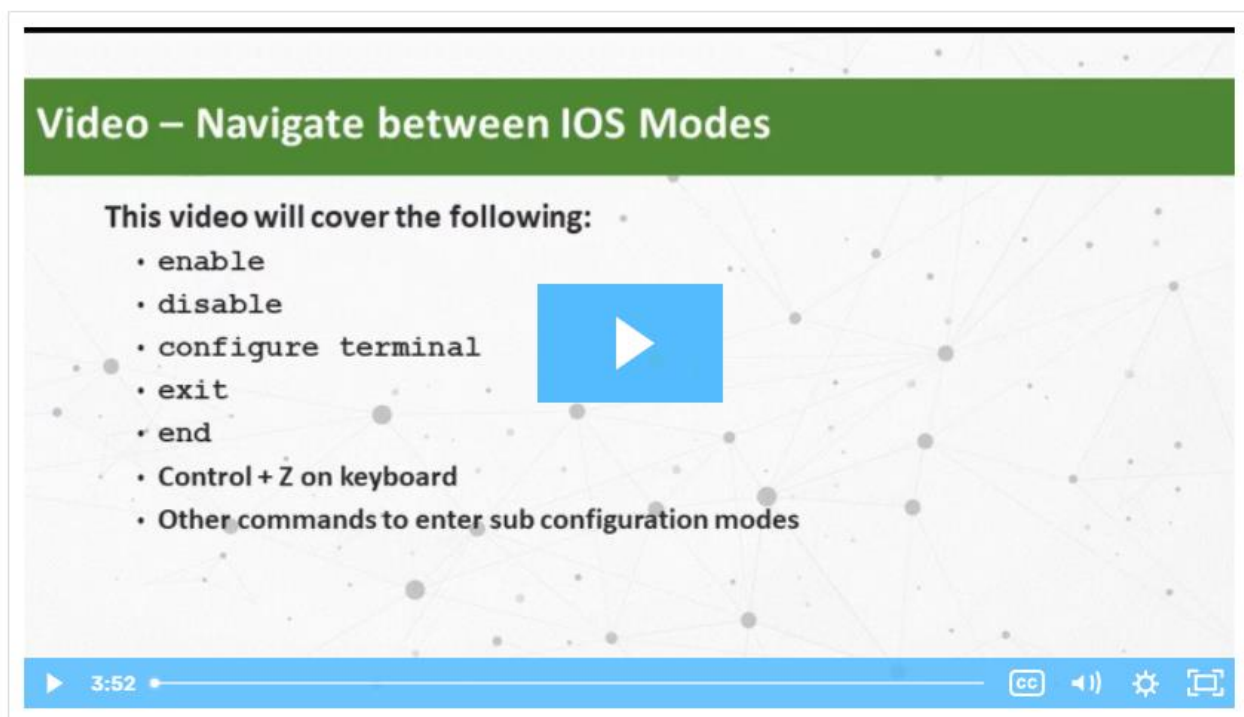 Video – Navigate between IOS Modes
This video will cover the following:
• enable
• disable
• configure terminal
• exit
• end
• Control + Z on keyboard
• Other commands to enter sub configuration modes
3:52
CC